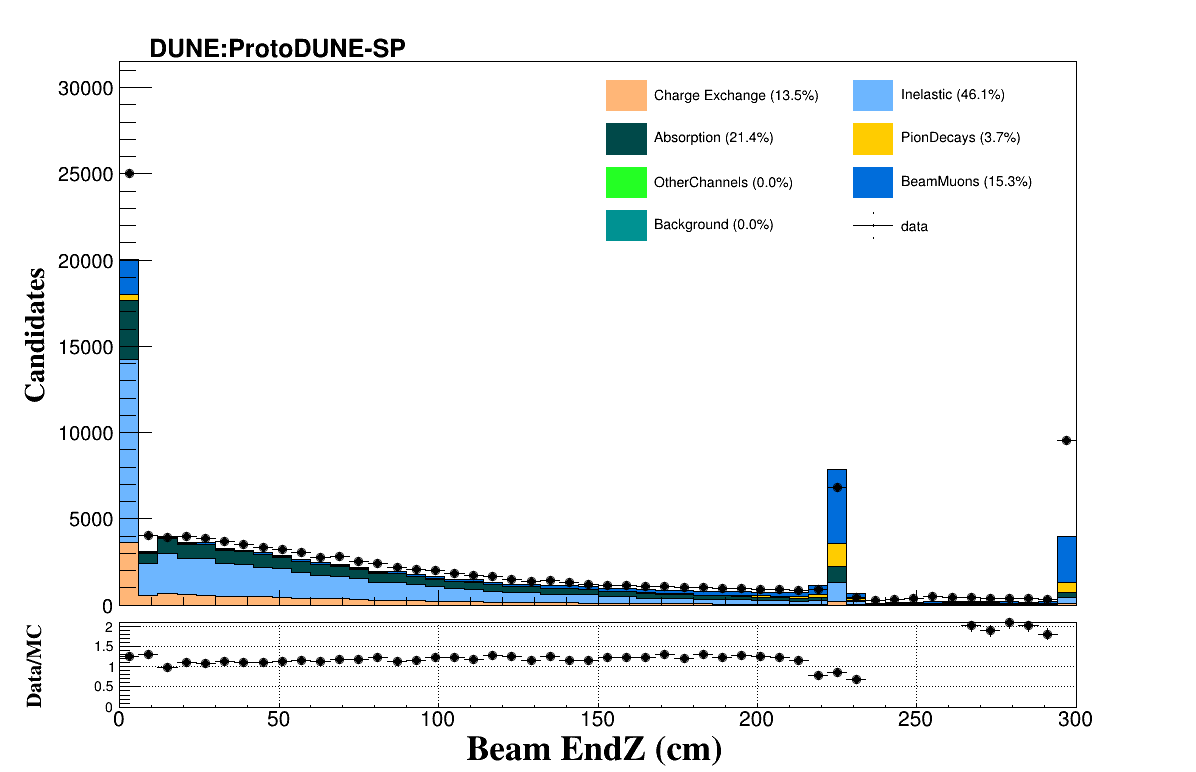 DUNE:ProtoDUNE-SP
Candidates
30000
25000
20000
15000
10000
5000
0
Charge Exchange (13.5%)
Absorption (21.4%)
OtherChannels (0.0%)
Background (0.0%)
Inelastic (46.1%)
PionDecays (3.7%)
BeamMuons (15.3%)
data
Data/MC
2
1.5
1
0.5
0
0 50 100 150 200 250 300
Beam EndZ (cm)